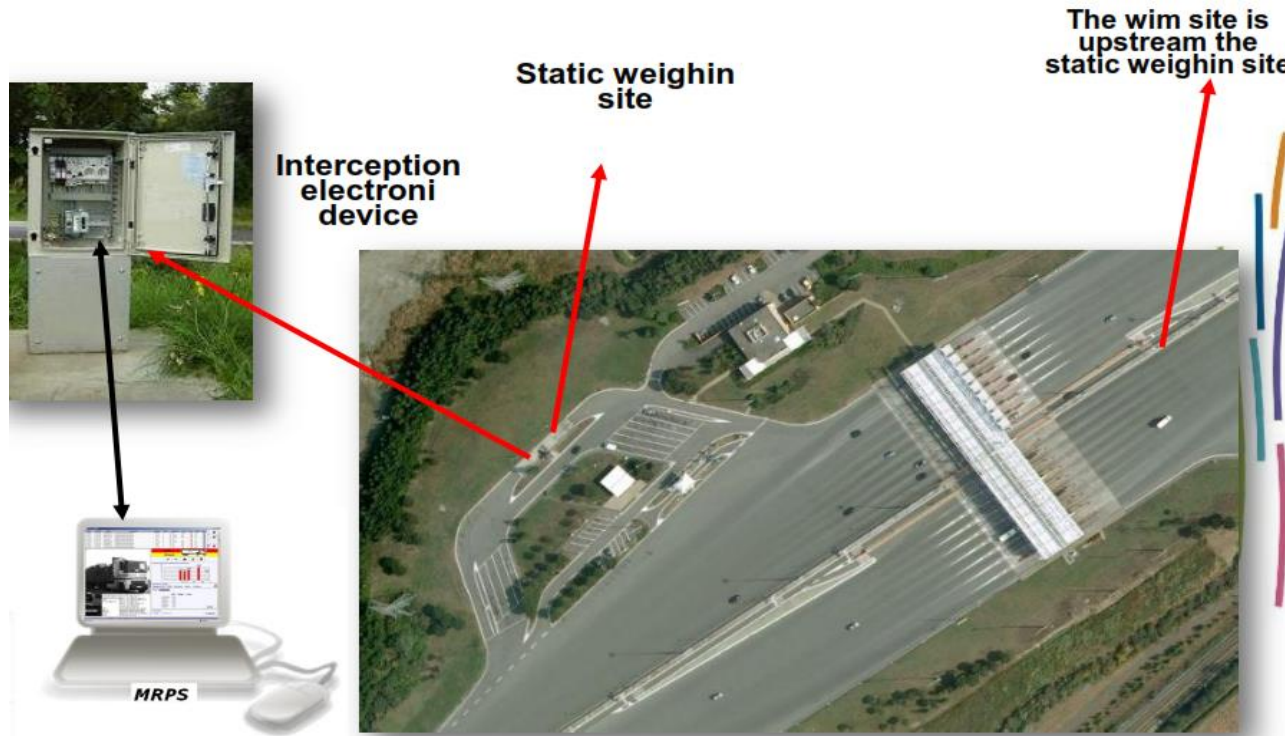 The wim site is
upstream the
static weighin site
Static weighin
site
Interception
electroni
device
MRPS